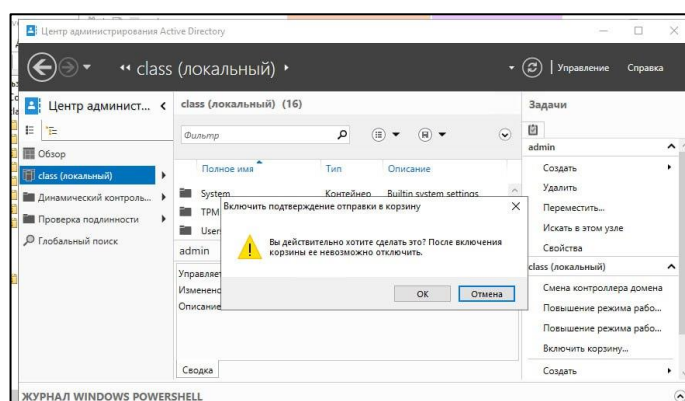 Центр администрирования Active Directory
class (локальный)
Управление
Справка
Центр админист...
Обзор
class (локальный)
Динамический контроль...
Проверка подлинности
Глобальный поиск
class (локальный) (16)
Фильтр
Полное имя Тип Описание
System Контейнер Builtin system settings
TPM
User
admin
Управляет
Изменено
Описание
Сводка
Включить подтверждение отправки в корзину
Вы действительно хотите сделать это? После включения
корзины ее невозможно отключить.
ОК
Отмена
Задачи
admin
Создать
Удалить
Переместить...
Искать в этом узле
Свойства
class (локальный)
Смена контроллера домена
Повышение режима рабо...
Повышение режима рабо...
Включить корзину...
Создать
ЖУРНАЛ WINDOWS POWERSHELL